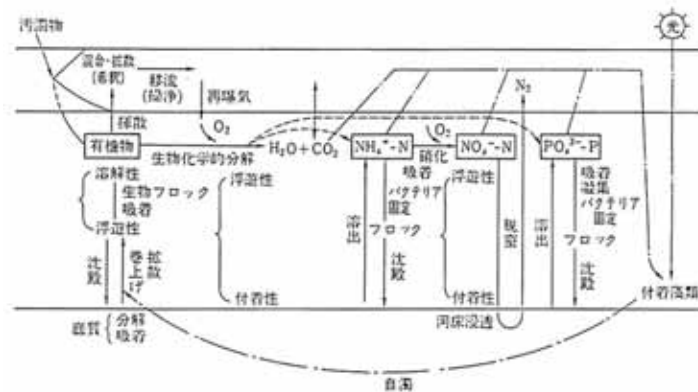 汚濁物
光
混合・拡散
(希釈)
移流
(掃浄)
再曝気
N₂
揮散
O₂
O₂
有機物
生物化学的分解
H₂O+CO₂
NH₄⁺-N
硝化
NOₓ⁻-N
PO₄³⁻-P
溶解性
生物フロック
吸着
浮遊性
浮遊性
吸着
バクテリア
固定
フロック
浮遊性
吸着
凝集
バクテリア
固定
フロック
沈殿
巻上げ
拡散
付着性
溶出
沈殿
付着性
脱窒
溶出
沈殿
付着藻類
底質
分解
吸着
河床浸透